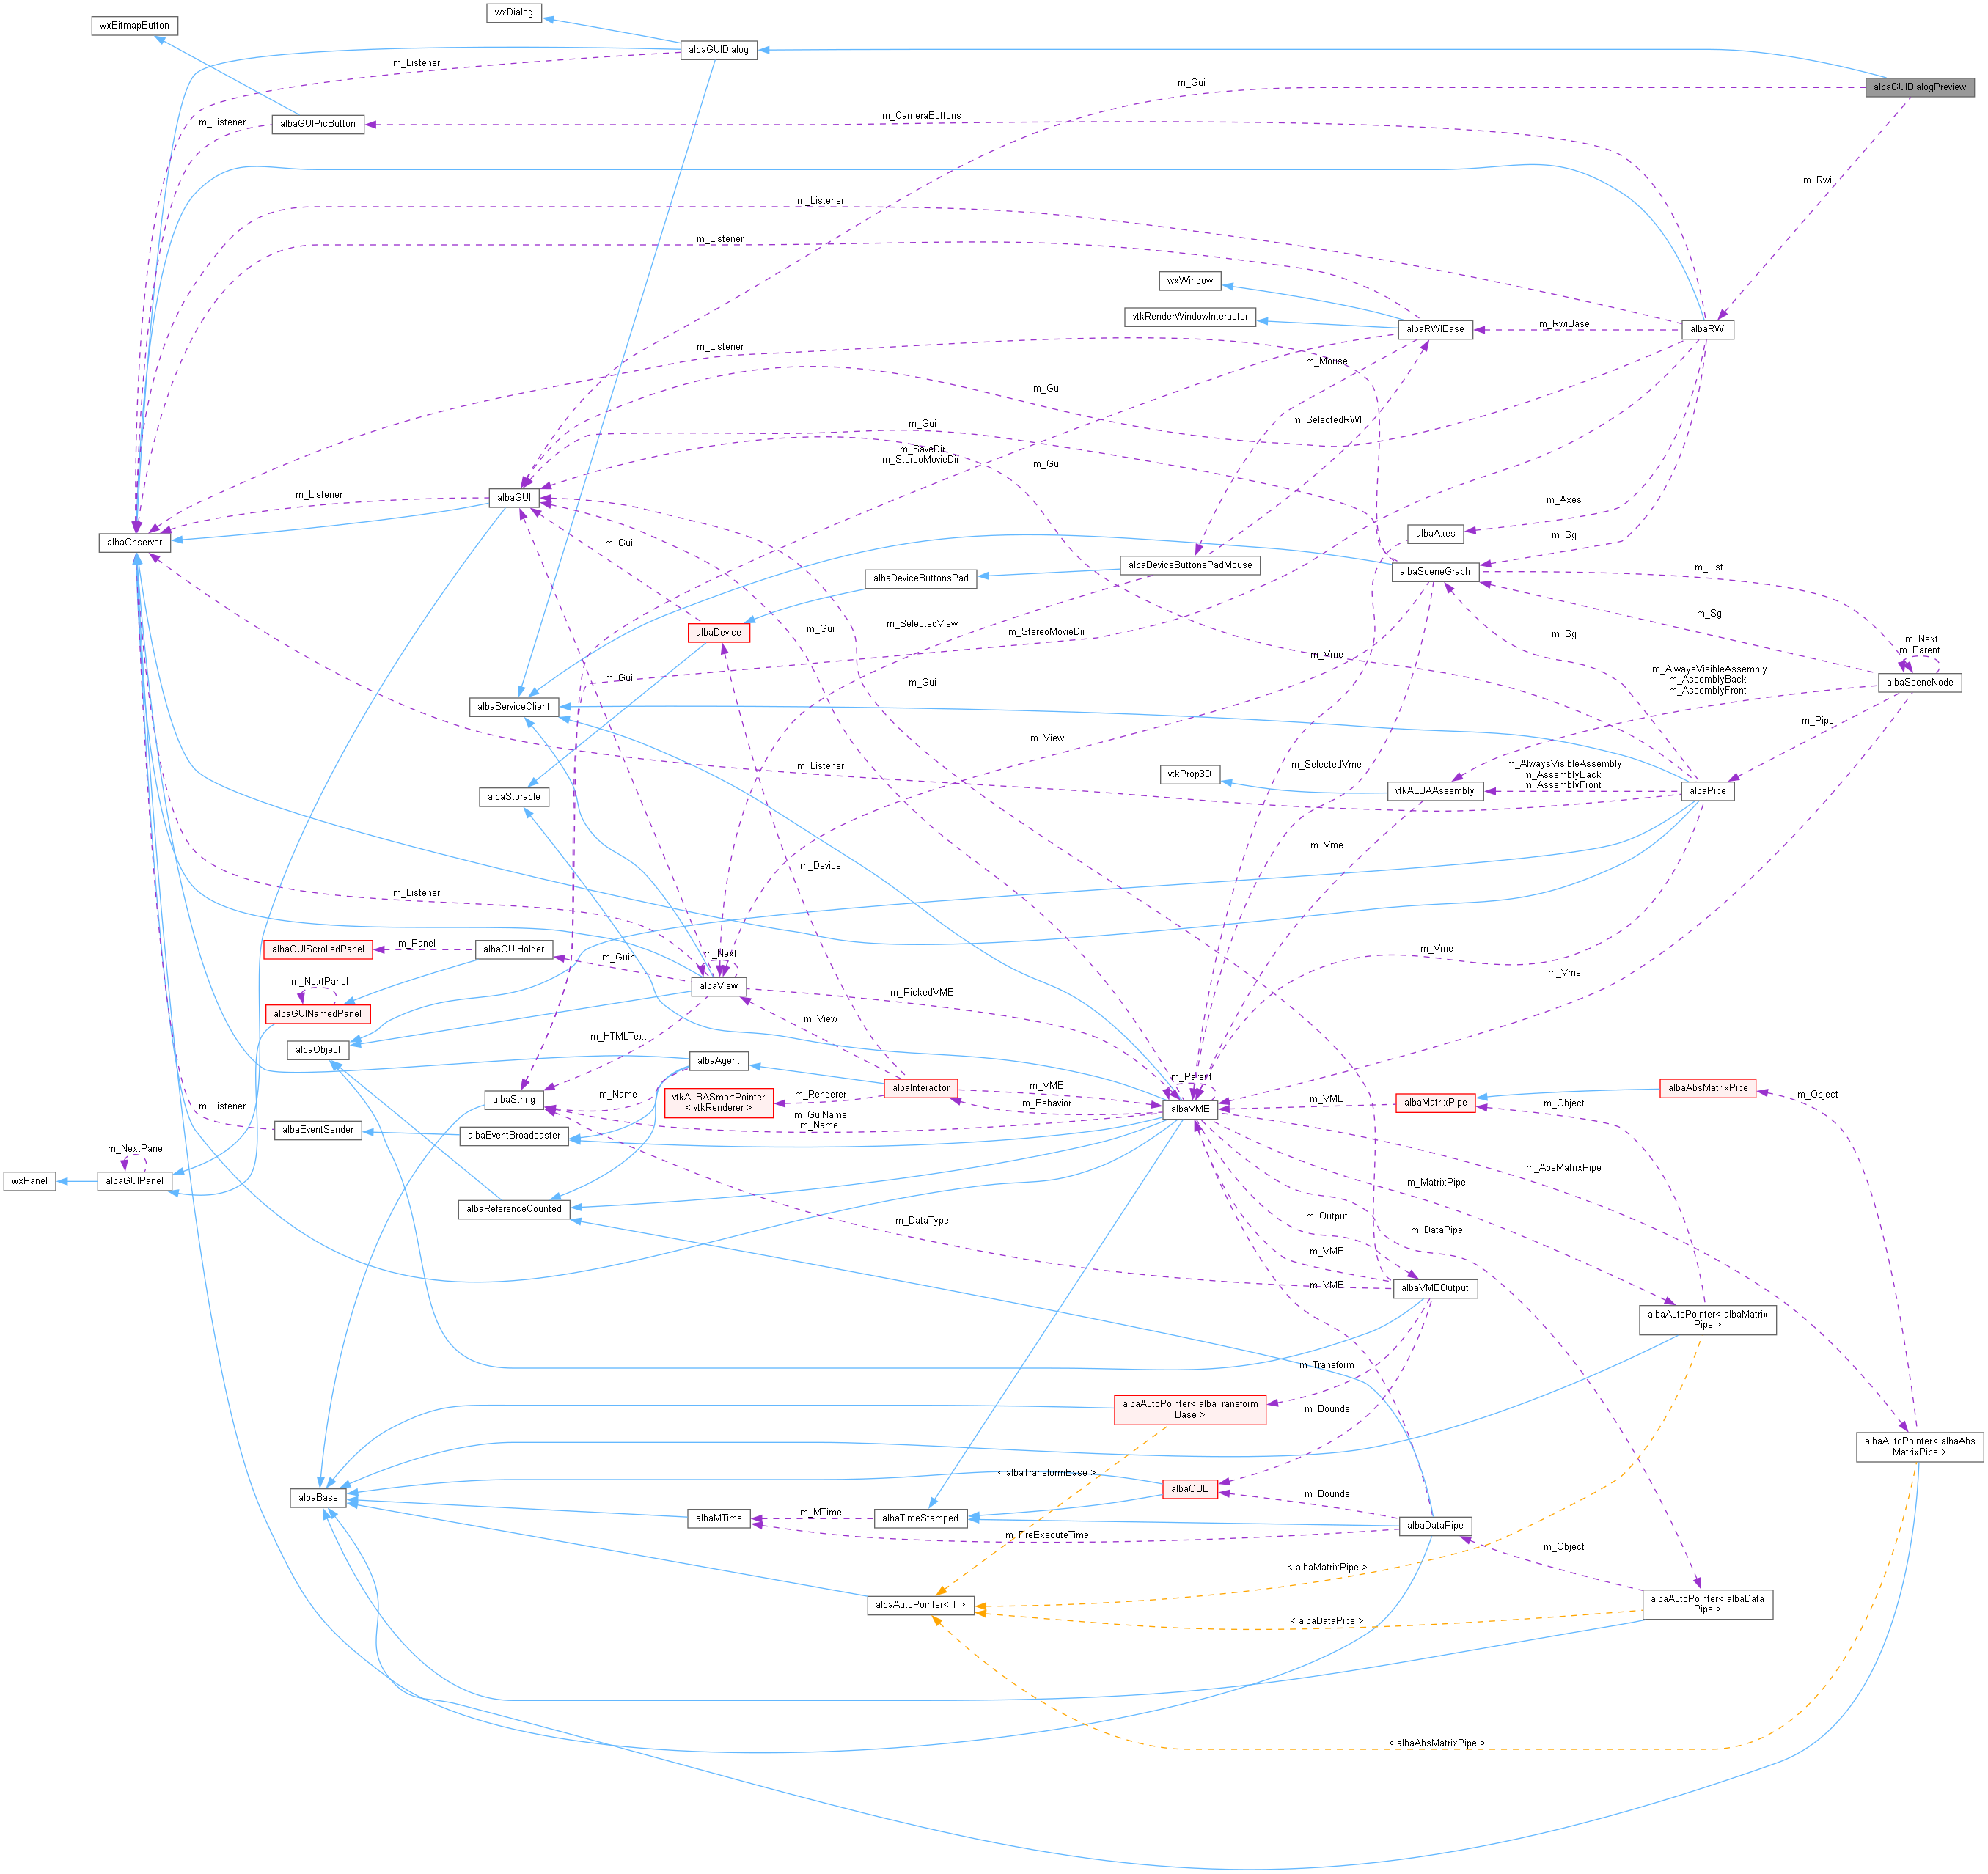 wxDialog
wxBitmapButton
albaGUIDialog
m_Listener
m_Gui
albaGUIDialogPreview
m_CameraButtons
albaGUIPicButton
m_Listener
m_Rwi
m_Listener
m_Listener
wxWindow
vtkRenderWindowInteractor
albaRWIBase
m_RwiBase
albaRWI
m_Listener
m_Mouse
m_Gui
m_SelectedRWI
m_Gui
m_SaveDir
m_StereoMovieDir
m_Gui
m_Listener
albaGUI
m_Axes
albaAxes
m_Sg
albaObserver
m_Gui
albaDeviceButtonsPadMouse
albaDeviceButtonsPad
albaSceneGraph
m_List
m_Sg
m_SelectedView
m_StereoMovieDir
albaDevice
m_Gui
m_Sg
m_Next
m_Parent
m_Vme
m_AlwaysVisibleAssembly
m_AssemblyBack
m_AssemblyFront
albaSceneNode
m_Gui
m_Gui
albaServiceClient
m_Pipe
m_View
m_SelectedVme
m_Listener
vtkProp3D
m_AlwaysVisibleAssembly
m_AssemblyBack
m_AssemblyFront
albaStorable
vtkALBAAssembly
albaPipe
m_Vme
m_Device
m_Listener
albaGUIScrolledPanel
m_Panel
albaGUIHolder
m_Guih
m_Next
m_Vme
m_Vme
m_NextPanel
albaView
m_PickedVME
albaGUINamedPanel
m_View
m_HTMLText
albaObject
albaAgent
m_Parent
albaInteractor
m_VME
albaAbsMatrixPipe
vtkALBASmartPointer
< vtkRenderer >
m_Renderer
m_Name
albaString
m_Behavior
albaVME
m_VME
albaMatrixPipe
m_Object
m_Object
m_Listener
m_GuiName
m_Name
albaEventSender
albaEventBroadcaster
m_NextPanel
wxPanel
albaGUIPanel
m_AbsMatrixPipe
m_MatrixPipe
albaReferenceCounted
m_DataType
m_Output
m_DataPipe
m_VME
m_VME
albaVMEOutput
albaAutoPointer< albaMatrix
Pipe >
m_Transform
albaAutoPointer< albaTransform
Base >
m_Bounds
albaAutoPointer< albaAbs
MatrixPipe >
< albaTransformBase >
albaOBB
m_Bounds
albaBase
albaMTime
m_MTime
albaTimeStamped
m_PreExecuteTime
albaDataPipe
m_Object
< albaMatrixPipe >
albaAutoPointer< T >
< albaDataPipe >
albaAutoPointer< albaData
Pipe >
< albaAbsMatrixPipe >